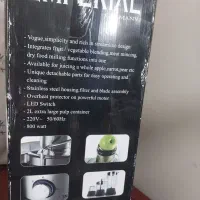 IMPERIAL
- Vogue, simplicity and rich in streamline design
- Integrates fruit / vegetable blending meat mincing,
dry food milling functions into one
- Available for juicing a whole apple,carrot,pear etc
- Unique detachable parts for easy operating and
cleaning
- Stainless steel housing,filter and blade assembly
- Overheat protector on powerful motor
- LED Switch
- 2L extra large pulp container
- 220V~ 50/60Hz
- 800 watt